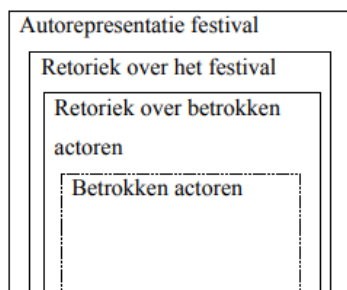 Autorepresentatie festival
Retoriek over het festival
Retoriek over betrokken
actoren
Betrokken actoren